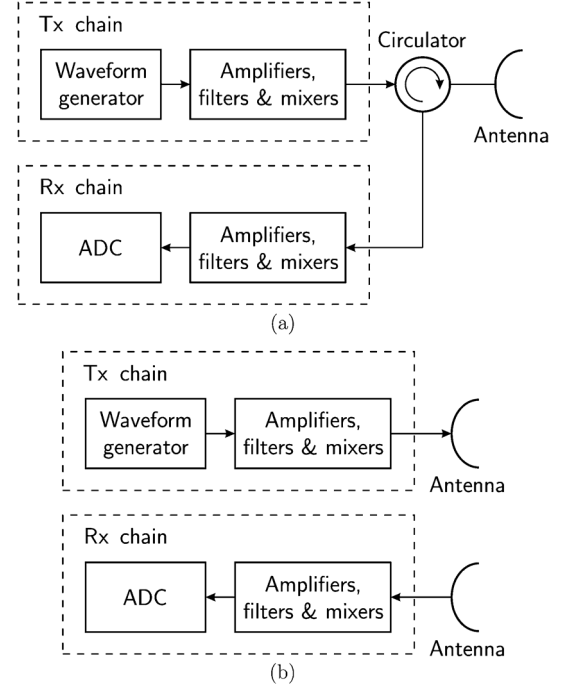 Tx chain
Circulator
Waveform
generator
Amplifiers,
filters & mixers
Antenna
Rx chain
ADC
Amplifiers,
filters & mixers
(a)
Tx chain
Waveform
generator
Amplifiers,
filters & mixers
Antenna
Rx chain
ADC
Amplifiers,
filters & mixers
Antenna
(b)